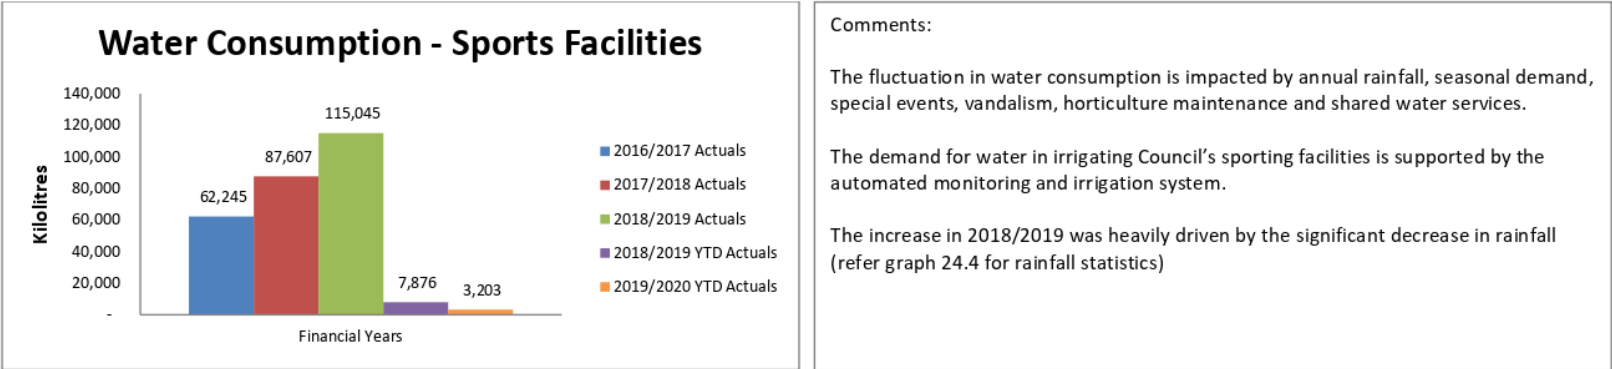 Water Consumption - Sports Facilities
Kilolitres
140,000
120,000
100,000
80,000
60,000
40,000
20,000
-
62,245
87,607
115,045
7,876
3,203
Financial Years
2016/2017 Actuals
2017/2018 Actuals
2018/2019 Actuals
2018/2019 YTD Actuals
2019/2020 YTD Actuals
Comments:
The fluctuation in water consumption is impacted by annual rainfall, seasonal demand,
special events, vandalism, horticulture maintenance and shared water services.
The demand for water in irrigating Council’s sporting facilities is supported by the
automated monitoring and irrigation system.
The increase in 2018/2019 was heavily driven by the significant decrease in rainfall
(refer graph 24.4 for rainfall statistics)